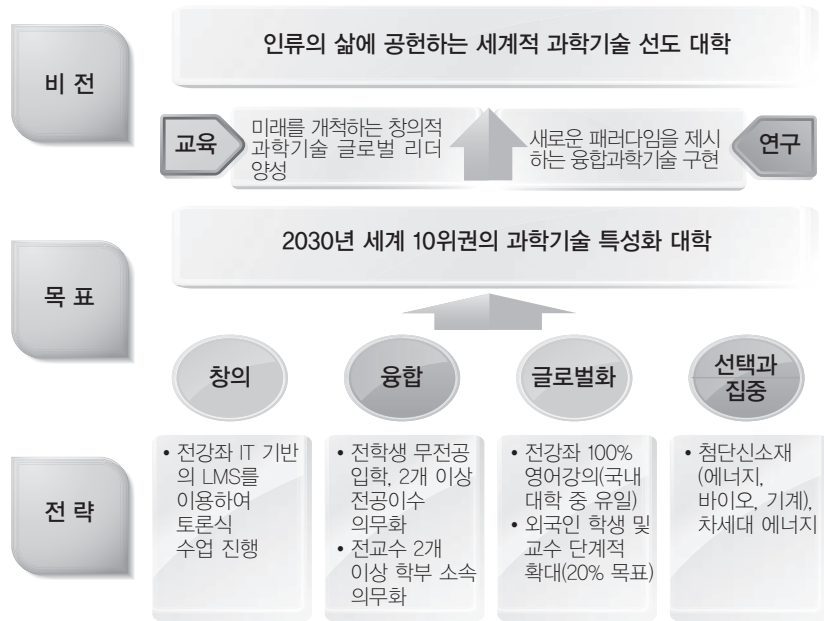 비 전
인류의 삶에 공헌하는 세계적 과학기술 선도 대학
교육
미래를 개척하는 창의적
과학기술 글로벌 리더
양성
새로운 패러다임을 제시
하는 융합과학기술 구현
연구
목 표
2030년 세계 10위권의 과학기술 특성화 대학
전 략
창의
• 전강좌 IT 기반
의 LMS를
이용하여
토론식
수업 진행
융합
• 전학생 무전공
입학, 2개 이상
전공이수
의무화
• 전교수 2개
이상 학부 소속
의무화
글로벌화
• 전강좌 100%
영어강의(국내
대학 중 유일)
• 외국인 학생 및
교수 단계적
확대(20% 목표)
선택과
집중
• 첨단신소재
(에너지,
바이오, 기계),
차세대 에너지